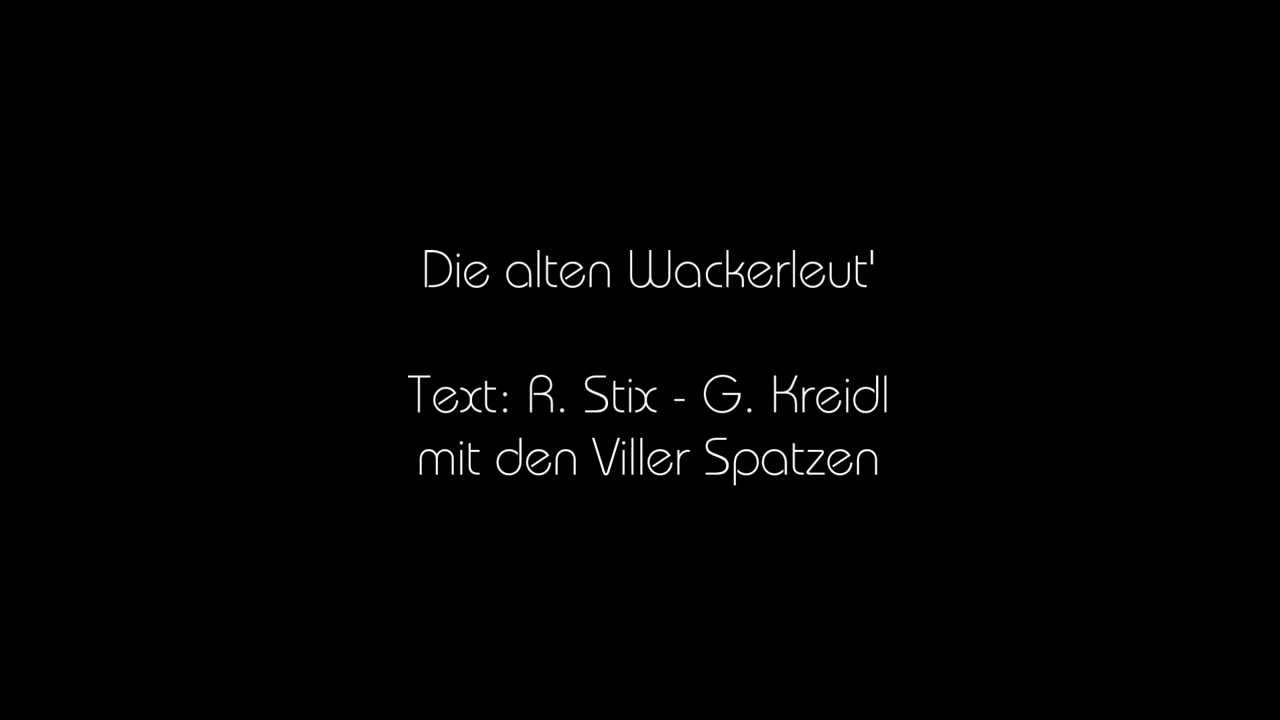 Die alten Wackerleut'
Text: R. Stix - G. Kreidl
mit den Viller Spatzen